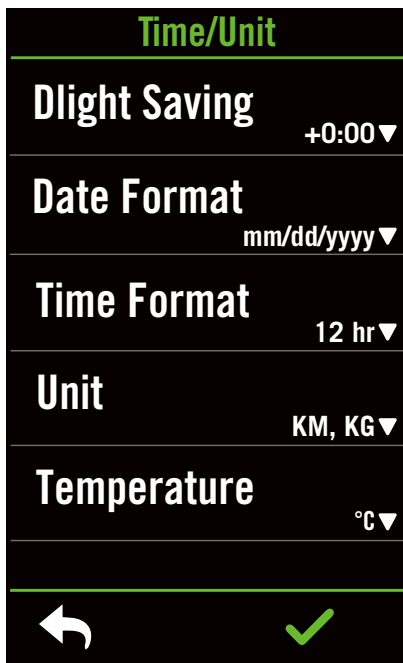 Time/Unit
Dlight Saving
+0:00▼
Date Format
mm/dd/yyyy▼
Time Format
12 hr▼
Unit
KM, KG▼
Temperature
°C▼